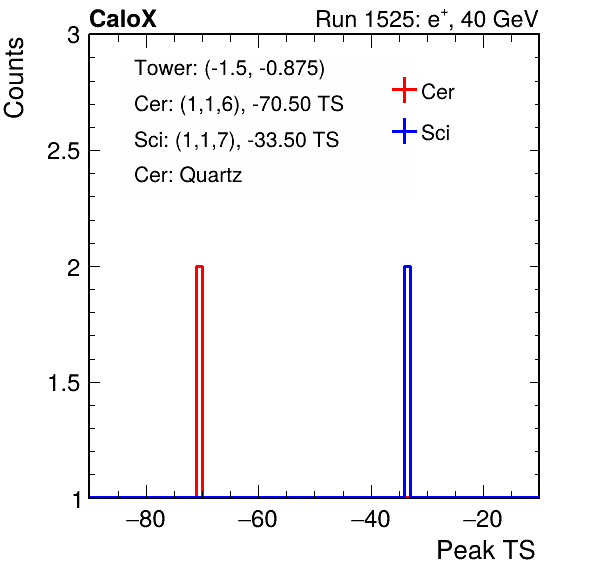 CaloX Run 1525: e⁺, 40 GeV
Counts
Tower: (-1.5, -0.875)
Cer: (1,1,6), -70.50 TS
Sci: (1,1,7), -33.50 TS
Cer: Quartz
Cer
Sci
3
2.5
2
1.5
1
−80 −60 −40 −20
Peak TS